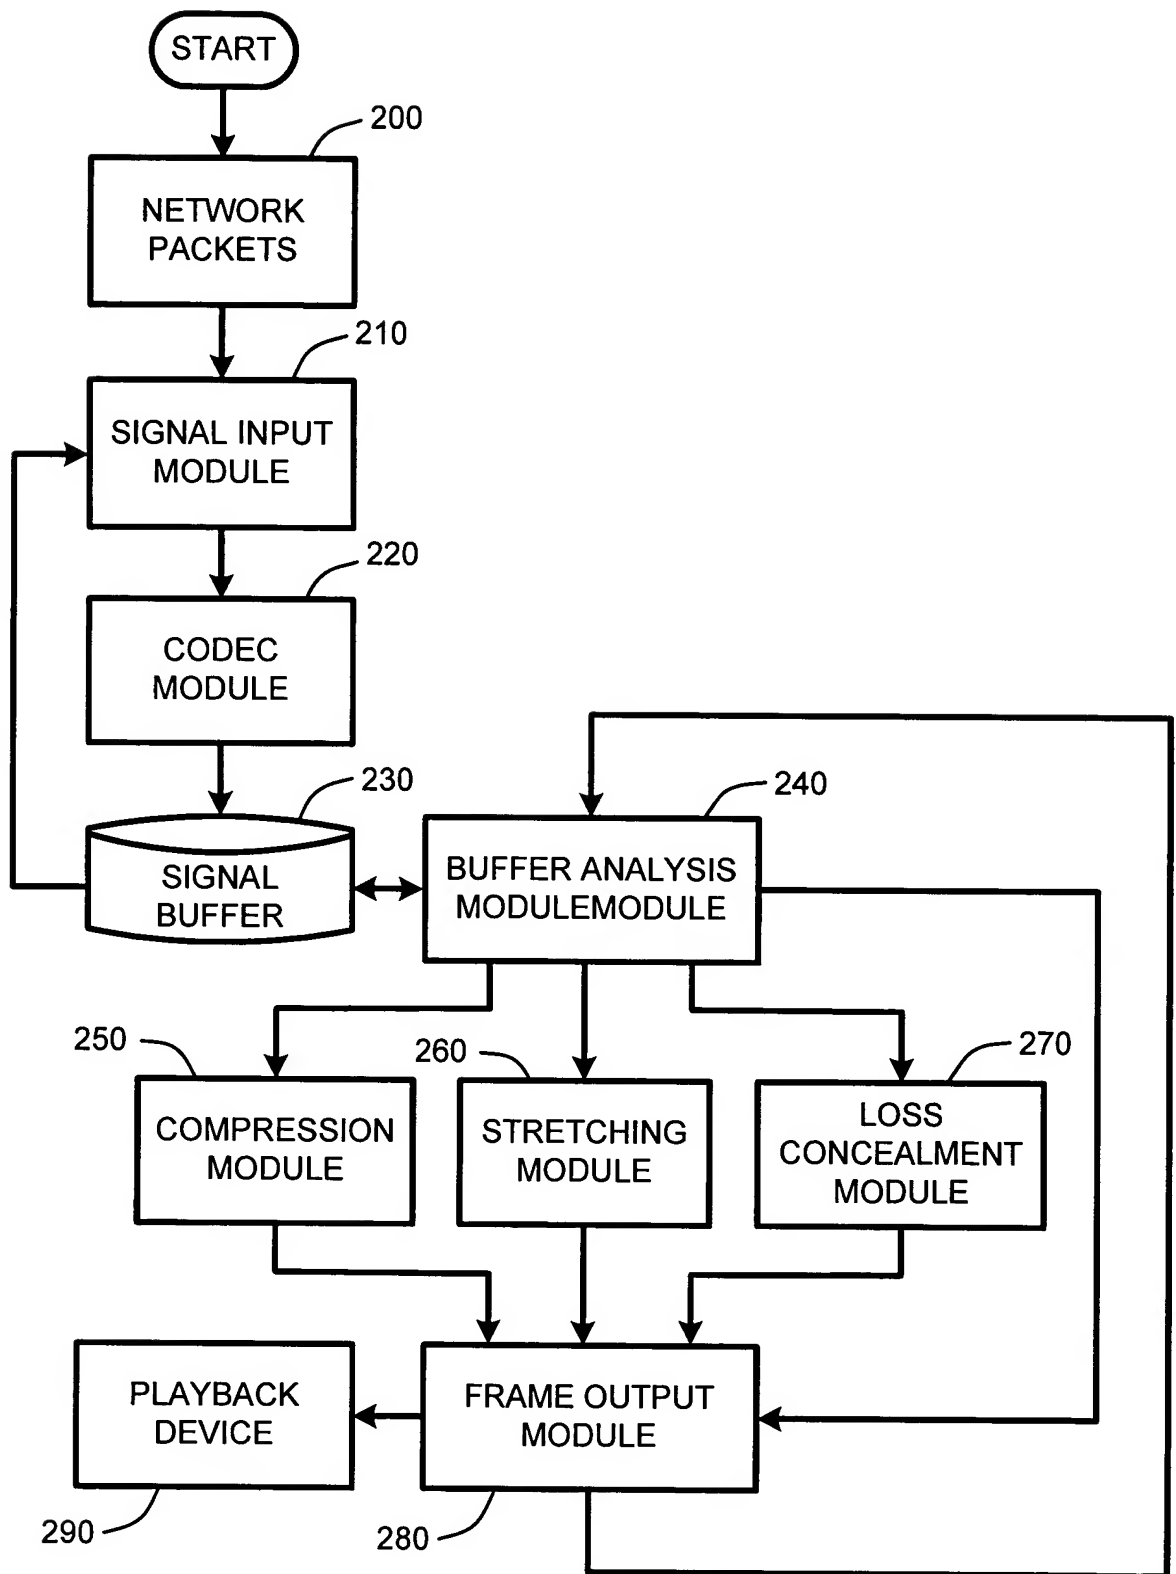 START
200
NETWORK
PACKETS
210
SIGNAL INPUT
MODULE
220
CODEC
MODULE
230
SIGNAL
BUFFER
240
BUFFER ANALYSIS
MODULEMODULE
250
COMPRESSION
MODULE
260
STRETCHING
MODULE
270
LOSS
CONCEALMENT
MODULE
PLAYBACK
DEVICE
290
FRAME OUTPUT
MODULE
280